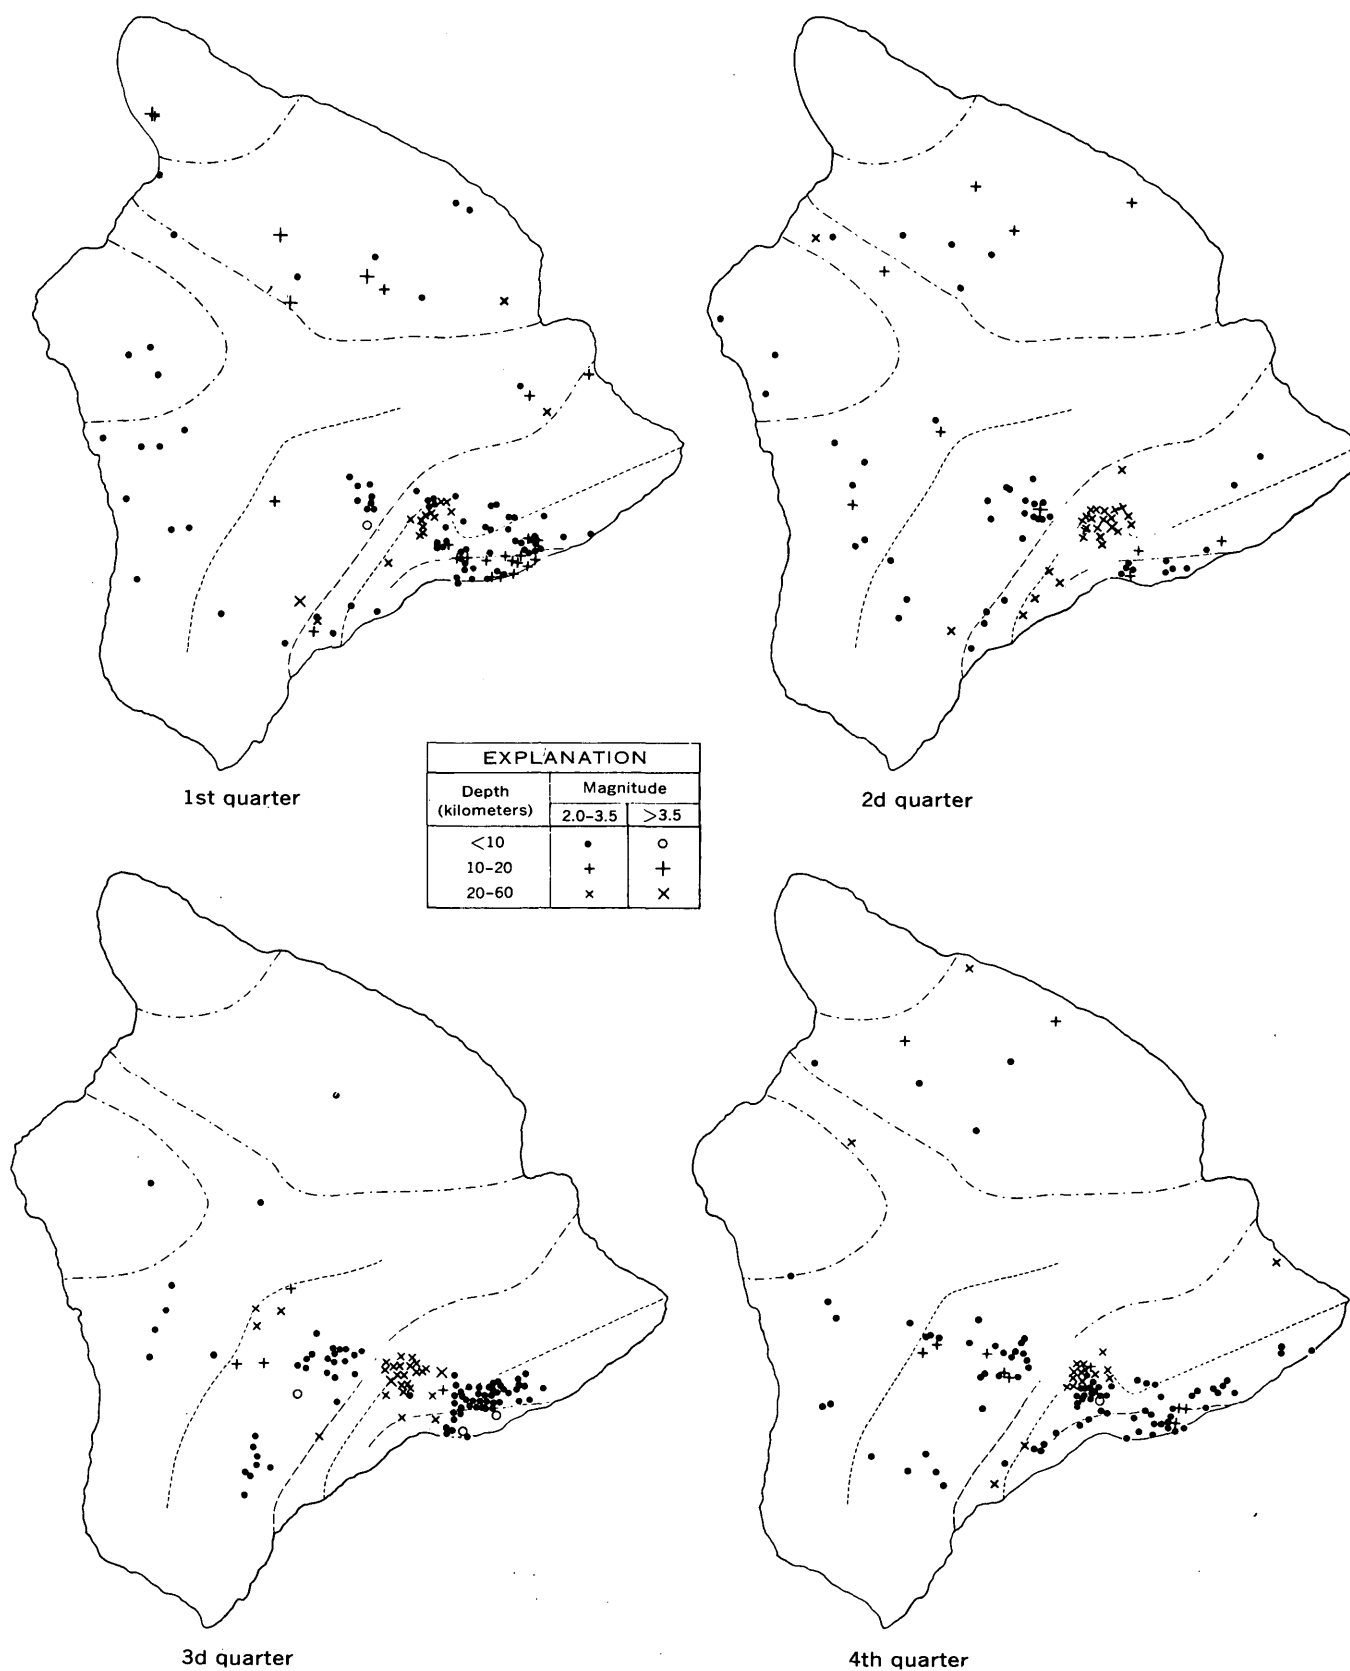 1st quarter
2d quarter
EXPLANATION
Depth
(kilometers)
Magnitude
2.0-3.5
>3.5
<10
10-20
20-60
3d quarter
4th quarter